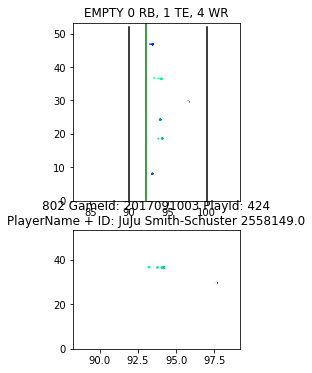 EMPTY 0 RB, 1 TE, 4 WR
50
40
30
20
10
0
85 90 95 100
802 GameId: 2017091003 PlayId: 424
PlayerName + ID: JuJu Smith-Schuster 2558149.0
40
20
0
90.0 92.5 95.0 97.5